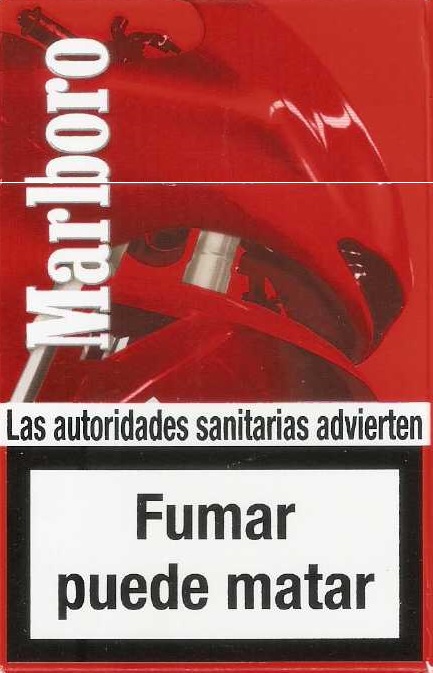 Marlboro
Las autoridades sanitarias advierten
Fumar
puede matar